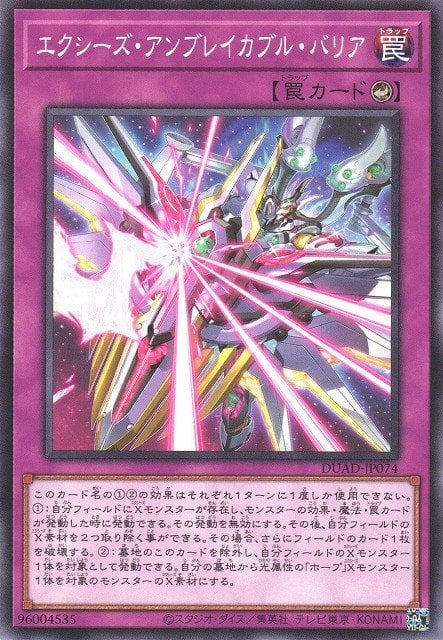 エクシーズ・アンブレイカブル・バリア
トラップ
罠
トラップ
【罠カード】
DUAD-JP074
このカード名の①②の効果はそれぞれ1ターンに1度しか使用できない。
①:自分フィールドにXモンスターが存在し、モンスターの効果・魔法・罠カード
が発動した時に発動できる。その発動を無効にする。その後、自分フィールドの
X素材を2つ取り除く事ができる。その場合、さらにフィールドのカード1枚
を破壊する。②:墓地のこのカードを除外し、自分フィールドのXモンスター
1体を対象として発動できる。自分の墓地から光属性の「ホープ」Xモンスター
1体を対象のモンスターのX素材にする。
96004535
©スタジオ・ダイス/集英社・テレビ東京・KONAMI